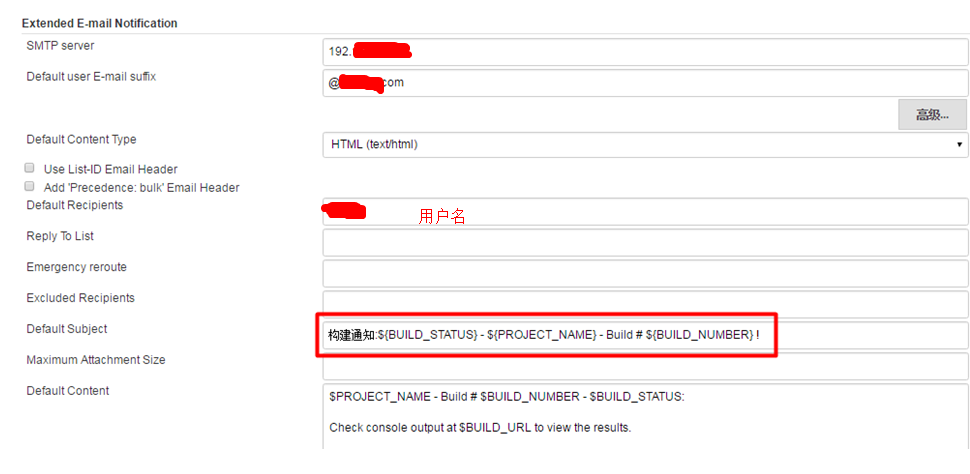 Extended E-mail Notification
SMTP server
192.
Default user E-mail suffix
@
com
高级...
Default Content Type
HTML (text/html)
Use List-ID Email Header
Add 'Precedence: bulk' Email Header
Default Recipients
用户名
Reply To List
Emergency reroute
Excluded Recipients
Default Subject
构建通知:${BUILD_STATUS} - ${PROJECT_NAME} - Build # ${BUILD_NUMBER} !
Maximum Attachment Size
Default Content
$PROJECT_NAME - Build # $BUILD_NUMBER - $BUILD_STATUS:
Check console output at $BUILD_URL to view the results.